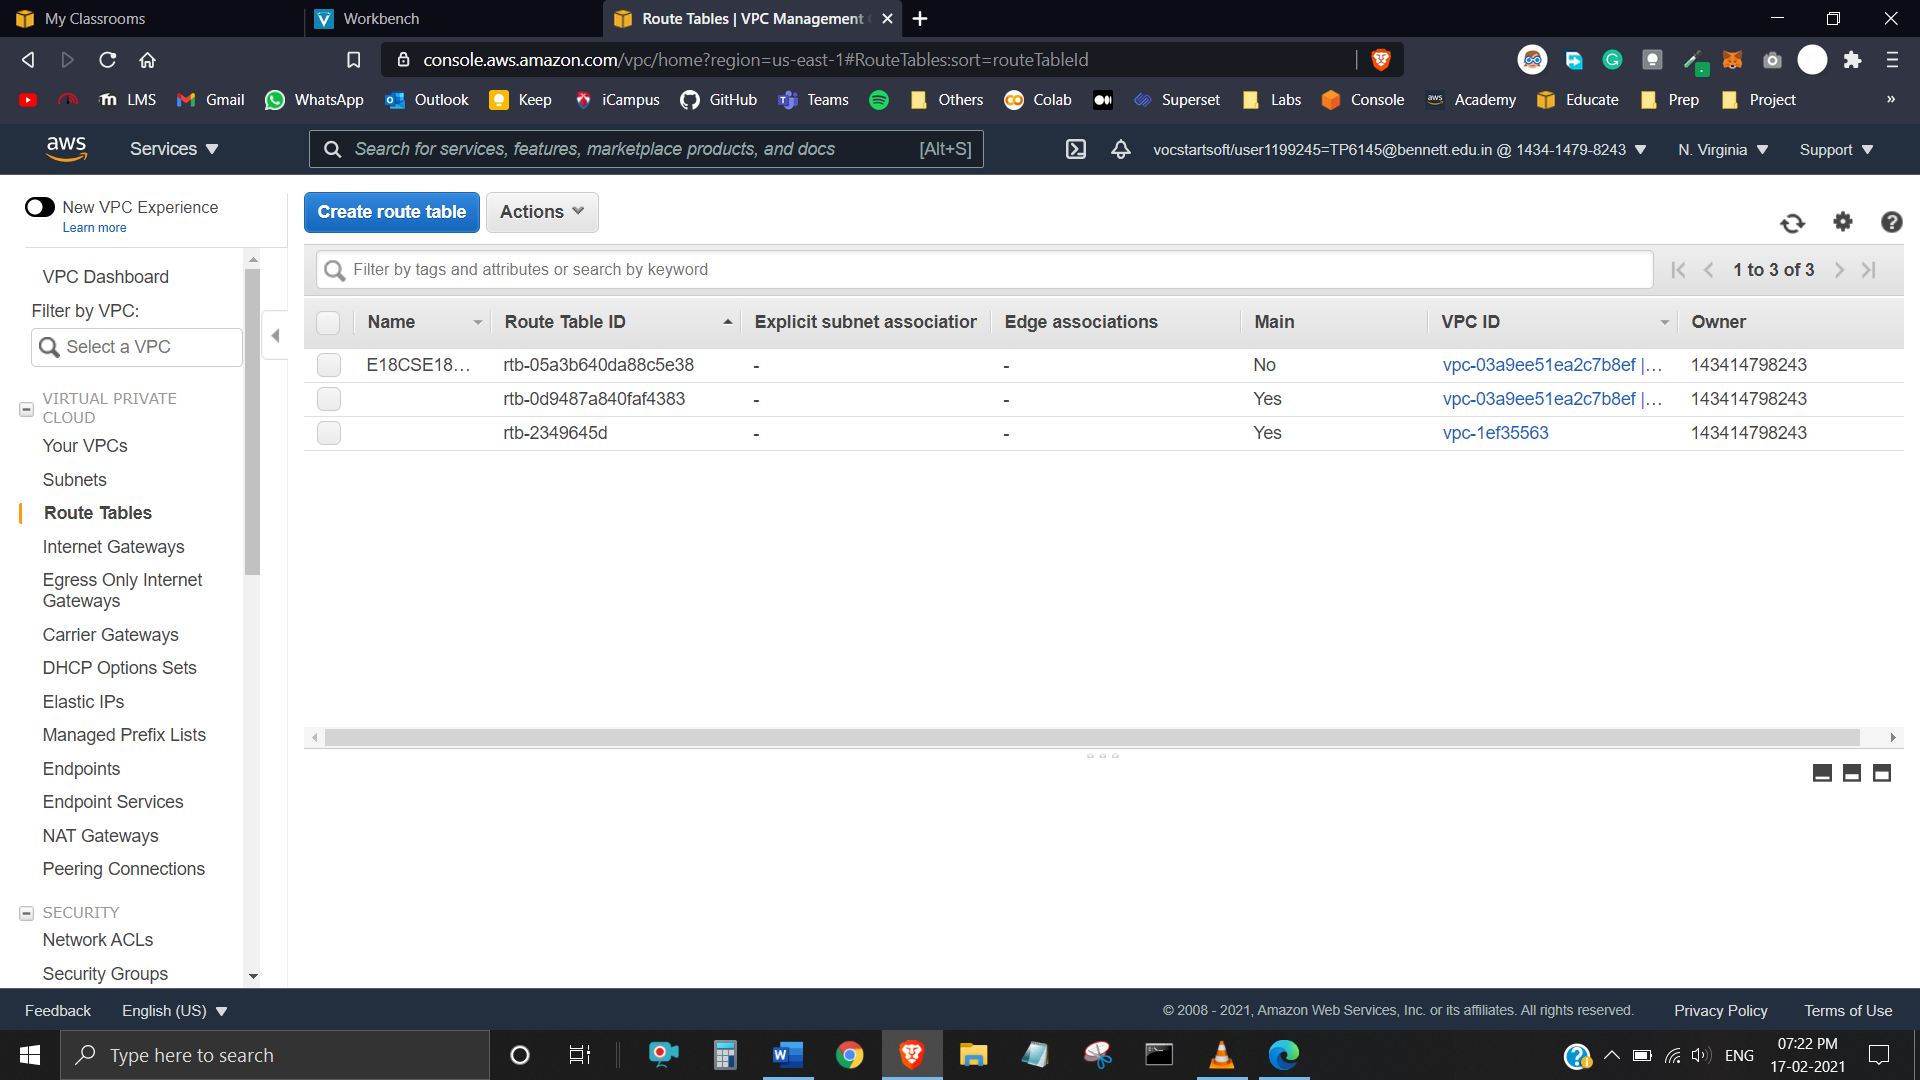 My Classrooms
Workbench
Route Tables | VPC Management
console.aws.amazon.com/vpc/home?region=us-east-1#RouteTables:sort=routeTableId
LMS
Gmail
WhatsApp
Outlook
Keep
iCampus
GitHub
Teams
Others
Colab
Superset
Labs
Console
Academy
Educate
Prep
Project
»
aws
Services
Search for services, features, marketplace products, and docs [Alt+S]
vocstartsoft/user1199245=TP6145@bennett.edu.in @ 1434-1479-8243
N. Virginia
Support
New VPC Experience
Learn more
VPC Dashboard
Filter by VPC:
Select a VPC
VIRTUAL PRIVATE
CLOUD
Your VPCs
Subnets
Route Tables
Internet Gateways
Egress Only Internet
Gateways
Carrier Gateways
DHCP Options Sets
Elastic IPs
Managed Prefix Lists
Endpoints
Endpoint Services
NAT Gateways
Peering Connections
SECURITY
Network ACLs
Security Groups
Create route table
Actions
Filter by tags and attributes or search by keyword
1 to 3 of 3
Name Route Table ID Explicit subnet association Edge associations Main VPC ID Owner
E18CSE18... rtb-05a3b640da88c5e38 - - No vpc-03a9ee51ea2c7b8ef |... 143414798243
rtb-0d9487a840faf4383 - - Yes vpc-03a9ee51ea2c7b8ef |... 143414798243
rtb-2349645d - - Yes vpc-1ef35563 143414798243
Feedback
English (US)
© 2008 - 2021, Amazon Web Services, Inc. or its affiliates. All rights reserved.
Privacy Policy
Terms of Use
Type here to search
ENG
07:22 PM
17-02-2021